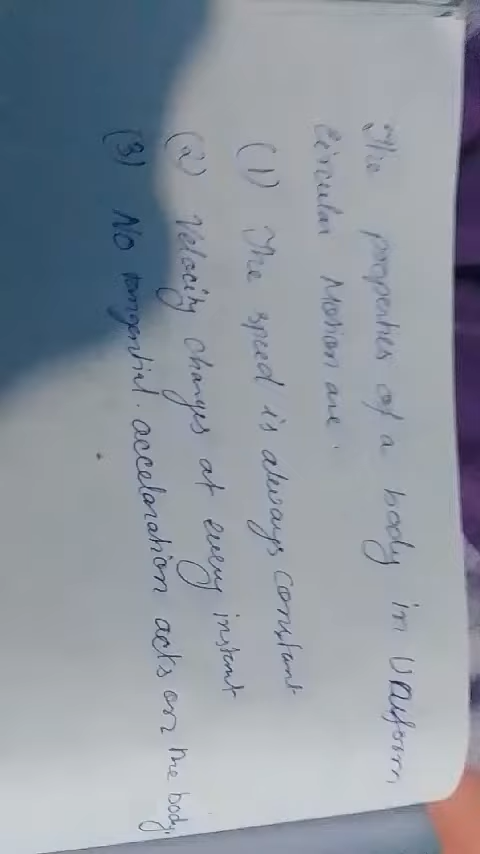 The properties of a body in Uniform
Circular Motion are.
(1) The speed is always constant
(2) Velocity changes at every instant
(3) No tangential acceleration acts on the body.